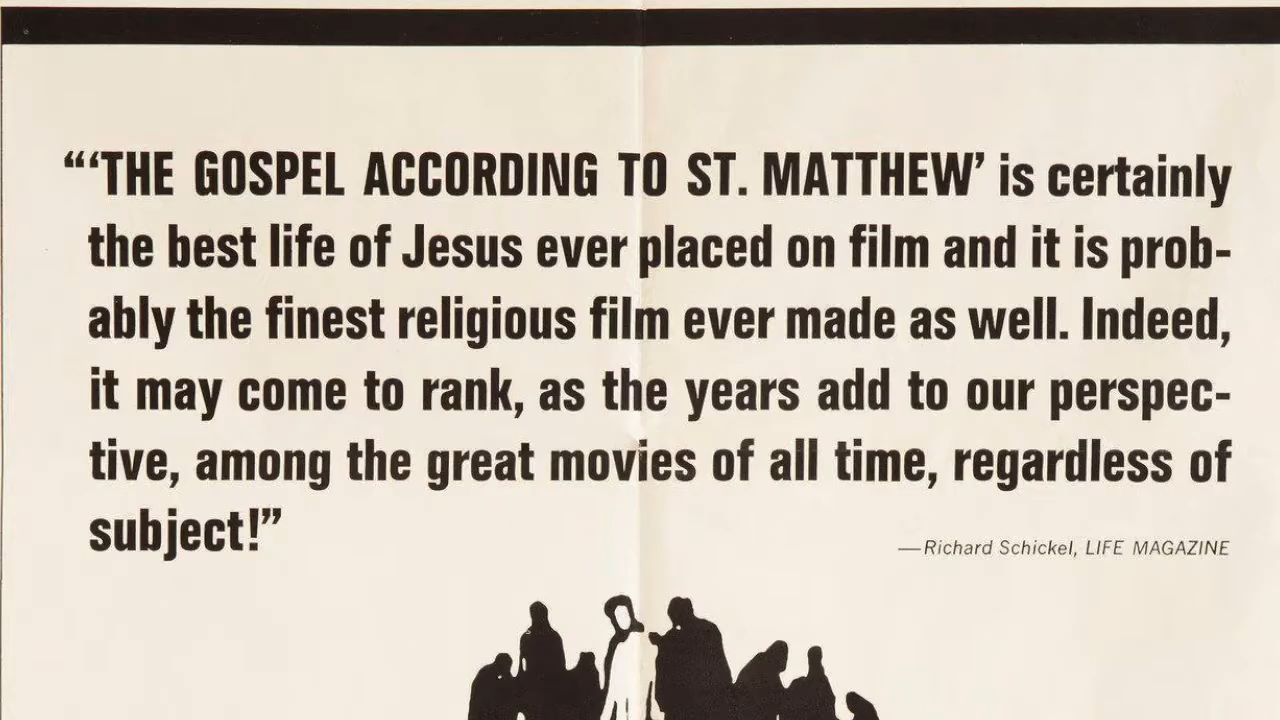 “‘THE GOSPEL ACCORDING TO ST. MATTHEW’ is certainly
the best life of Jesus ever placed on film and it is prob-
ably the finest religious film ever made as well. Indeed,
it may come to rank, as the years add to our perspec-
tive, among the great movies of all time, regardless of
subject!”
—Richard Schickel, LIFE MAGAZINE